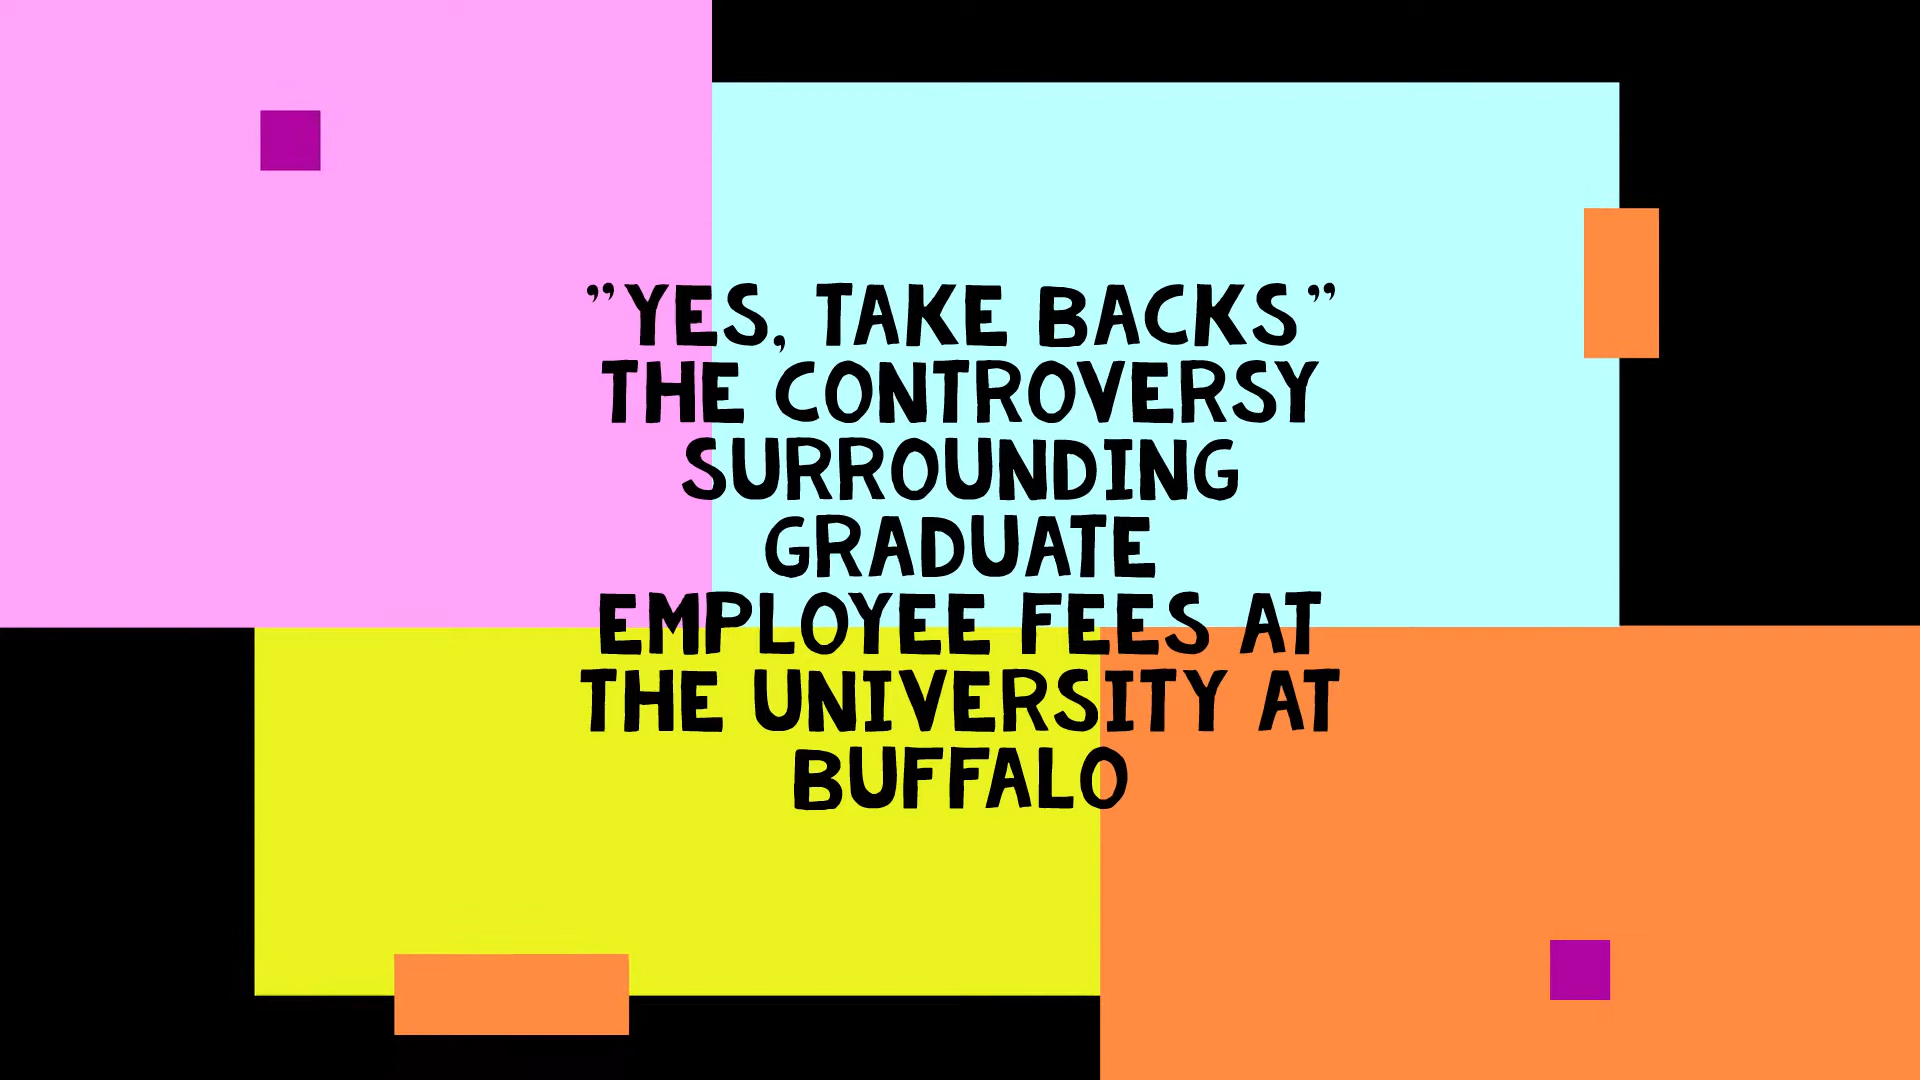 "YES, TAKE BACKS"
THE CONTROVERSY
SURROUNDING
GRADUATE
EMPLOYEE FEES AT
THE UNIVERSITY AT
BUFFALO